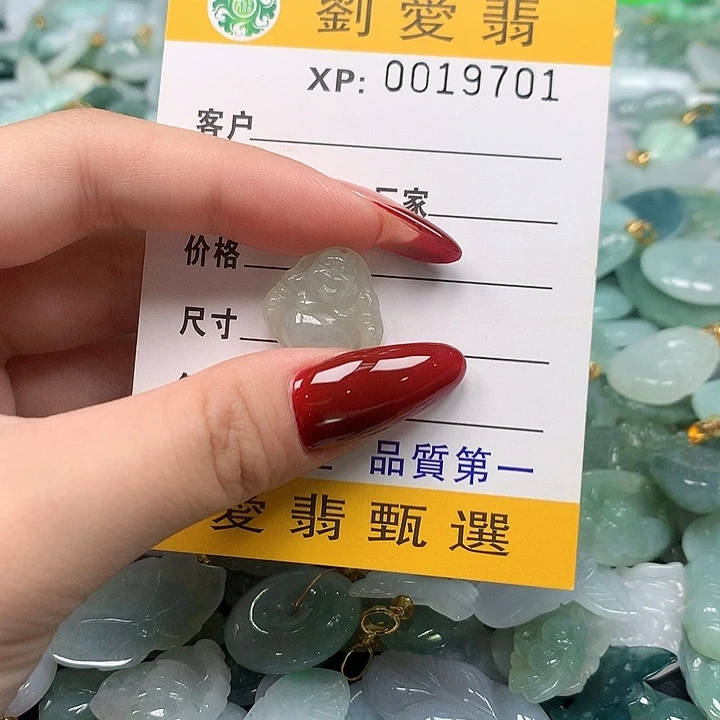 劉愛翡
XP: 0019701
客户
厂家
价格
尺寸
品質第一
愛翡甄選